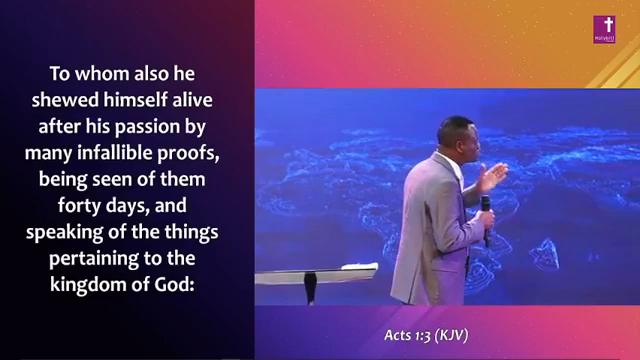 To whom also he
shewed himself alive
after his passion by
many infallible proofs,
being seen of them
forty days, and
speaking of the things
pertaining to the
kingdom of God:
Acts 1:3 (KJV)